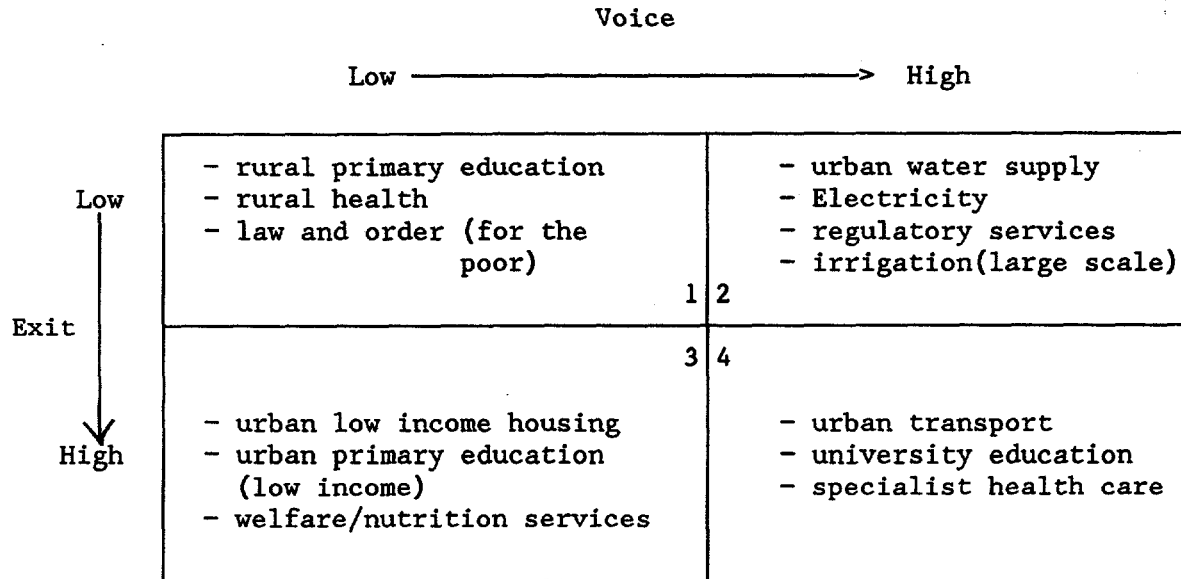 Voice
Low High
Low
- rural primary education
- rural health
- law and order (for the
poor)
1
- urban water supply
- Electricity
- regulatory services
- irrigation(large scale)
2
Exit
High
3
- urban low income housing
- urban primary education
(low income)
- welfare/nutrition services
4
- urban transport
- university education
- specialist health care